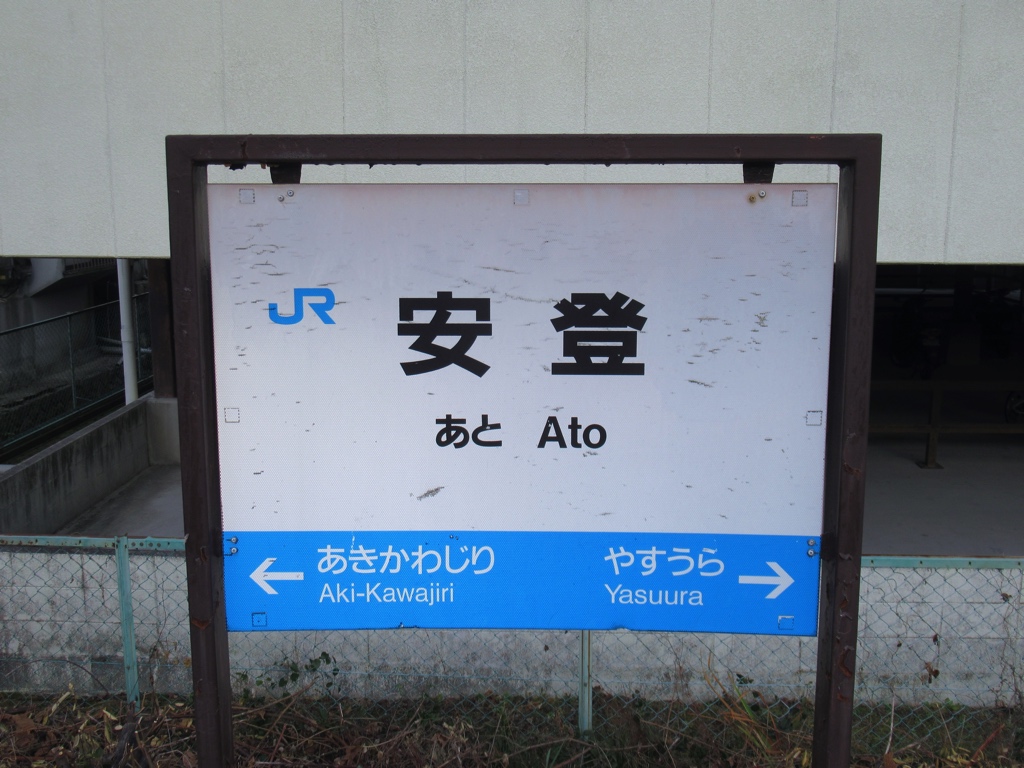 JR 安登
あと Ato
← あきかわじり やすうら →
Aki-Kawajiri Yasuura